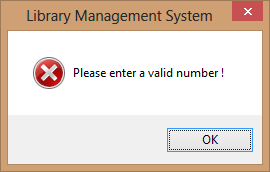 Library Management System
Please enter a valid number !
OK